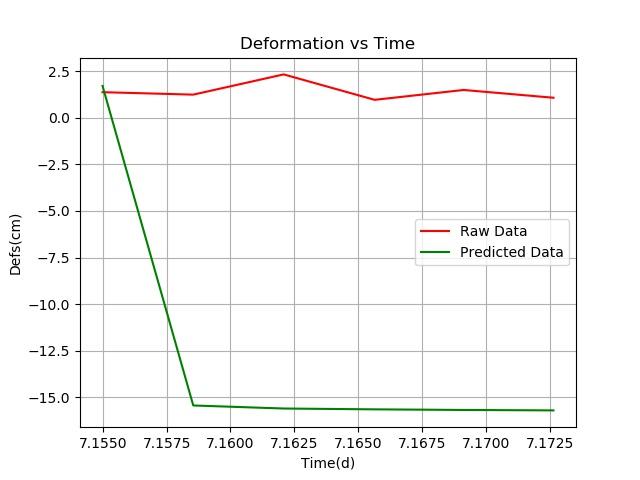 Deformation vs Time
Defs(cm)
2.5
0.0
−2.5
−5.0
−7.5
−10.0
−12.5
−15.0
Raw Data
Predicted Data
7.1550 7.1575 7.1600 7.1625 7.1650 7.1675 7.1700 7.1725
Time(d)